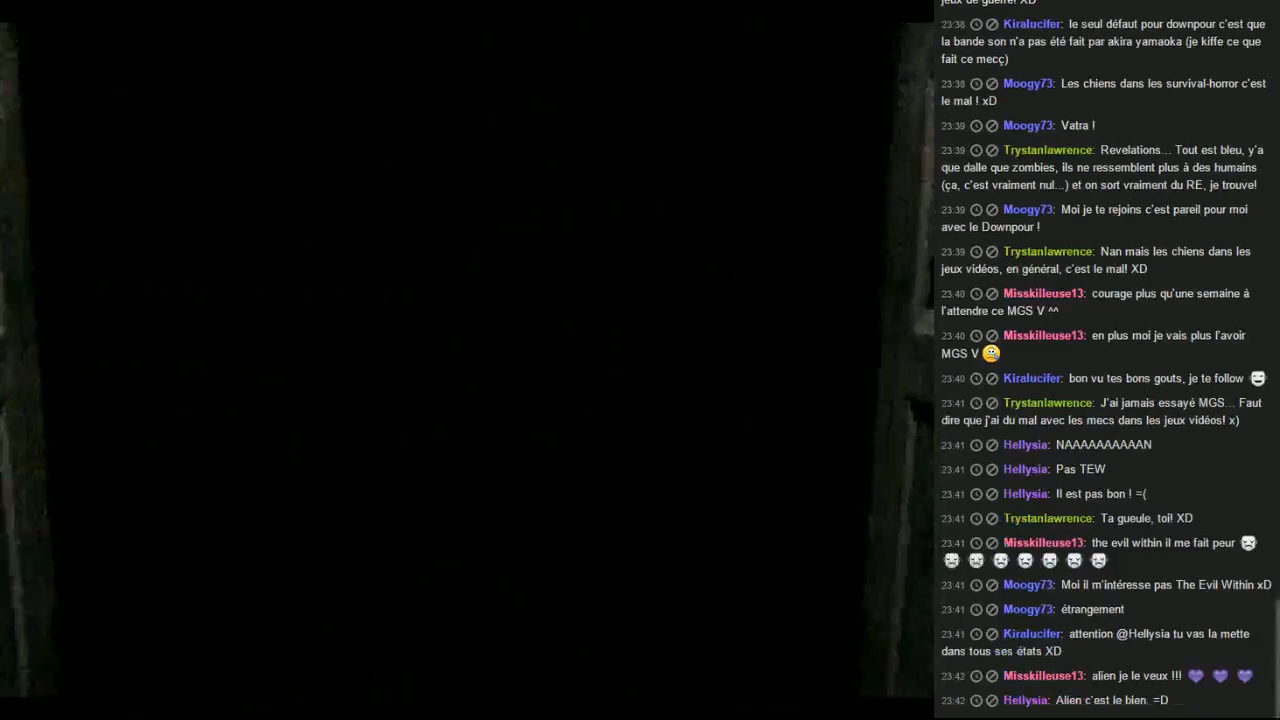 jeux de guerre! XD
23:38 Kiralucifer: le seul défaut pour downpour c'est que
la bande son n'a pas été fait par akira yamaoka (je kiffe ce que
fait ce mecç)
23:38 Moogy73: Les chiens dans les survival-horror c'est
le mal ! xD
23:39 Moogy73: Vatra !
23:39 Trystanlawrence: Revelations... Tout est bleu, y'a
que dalle que zombies, ils ne ressemblent plus à des humains
(ça, c'est vraiment nul...) et on sort vraiment du RE, je trouve!
23:39 Moogy73: Moi je te rejoins c'est pareil pour moi
avec le Downpour !
23:39 Trystanlawrence: Nan mais les chiens dans les
jeux vidéos, en général, c'est le mal! XD
23:40 Misskilleuse13: courage plus qu'une semaine à
l'attendre ce MGS V ^^
23:40 Misskilleuse13: en plus moi je vais plus l'avoir
MGS V
23:40 Kiralucifer: bon vu tes bons gouts, je te follow
23:41 Trystanlawrence: J'ai jamais essayé MGS... Faut
dire que j'ai du mal avec les mecs dans les jeux vidéos! x)
23:41 Hellysia: NAAAAAAAAAAN
23:41 Hellysia: Pas TEW
23:41 Hellysia: Il est pas bon ! =(
23:41 Trystanlawrence: Ta gueule, toi! XD
23:41 Misskilleuse13: the evil within il me fait peur
23:41 Moogy73: Moi il m'intéresse pas The Evil Within xD
23:41 Moogy73: étrangement
23:41 Kiralucifer: attention @Hellysia tu vas la mette
dans tous ses états XD
23:42 Misskilleuse13: alien je le veux !!!
23:42 Hellysia: Alien c'est le bien. =D